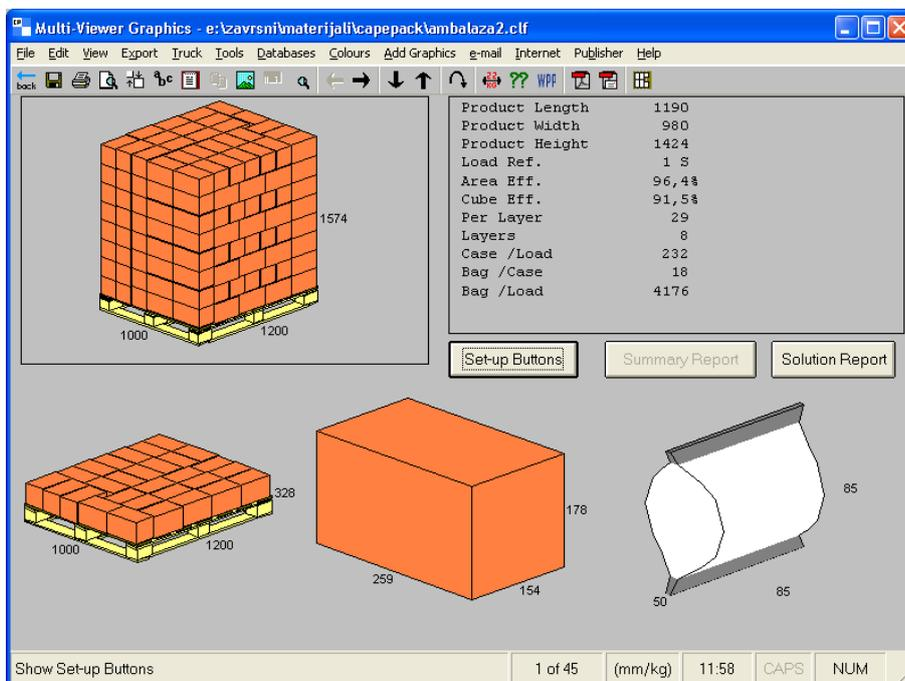 Multi-Viewer Graphics - e:\zavrsni\materijali\capepack\ambalaza2.clf
File Edit View Export Truck Tools Databases Colours Add Graphics e-mail Internet Publisher Help
back abc ?? WPP
1574
1000 1200
Product Length 1190
Product Width 980
Product Height 1424
Load Ref. 1 S
Area Eff. 96,4%
Cube Eff. 91,5%
Per Layer 29
Layers 8
Case /Load 232
Bag /Case 18
Bag /Load 4176
Set-up Buttons Summary Report Solution Report
328
1000 1200
178
259 154
85
50 85
Show Set-up Buttons 1 of 45 (mm/kg) 11:58 CAPS NUM